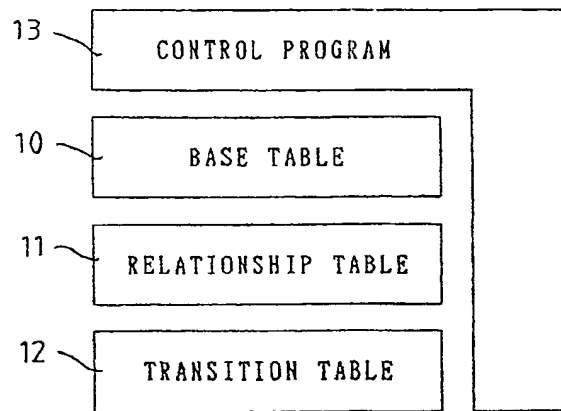 13 CONTROL PROGRAM
10 BASE TABLE
11 RELATIONSHIP TABLE
12 TRANSITION TABLE